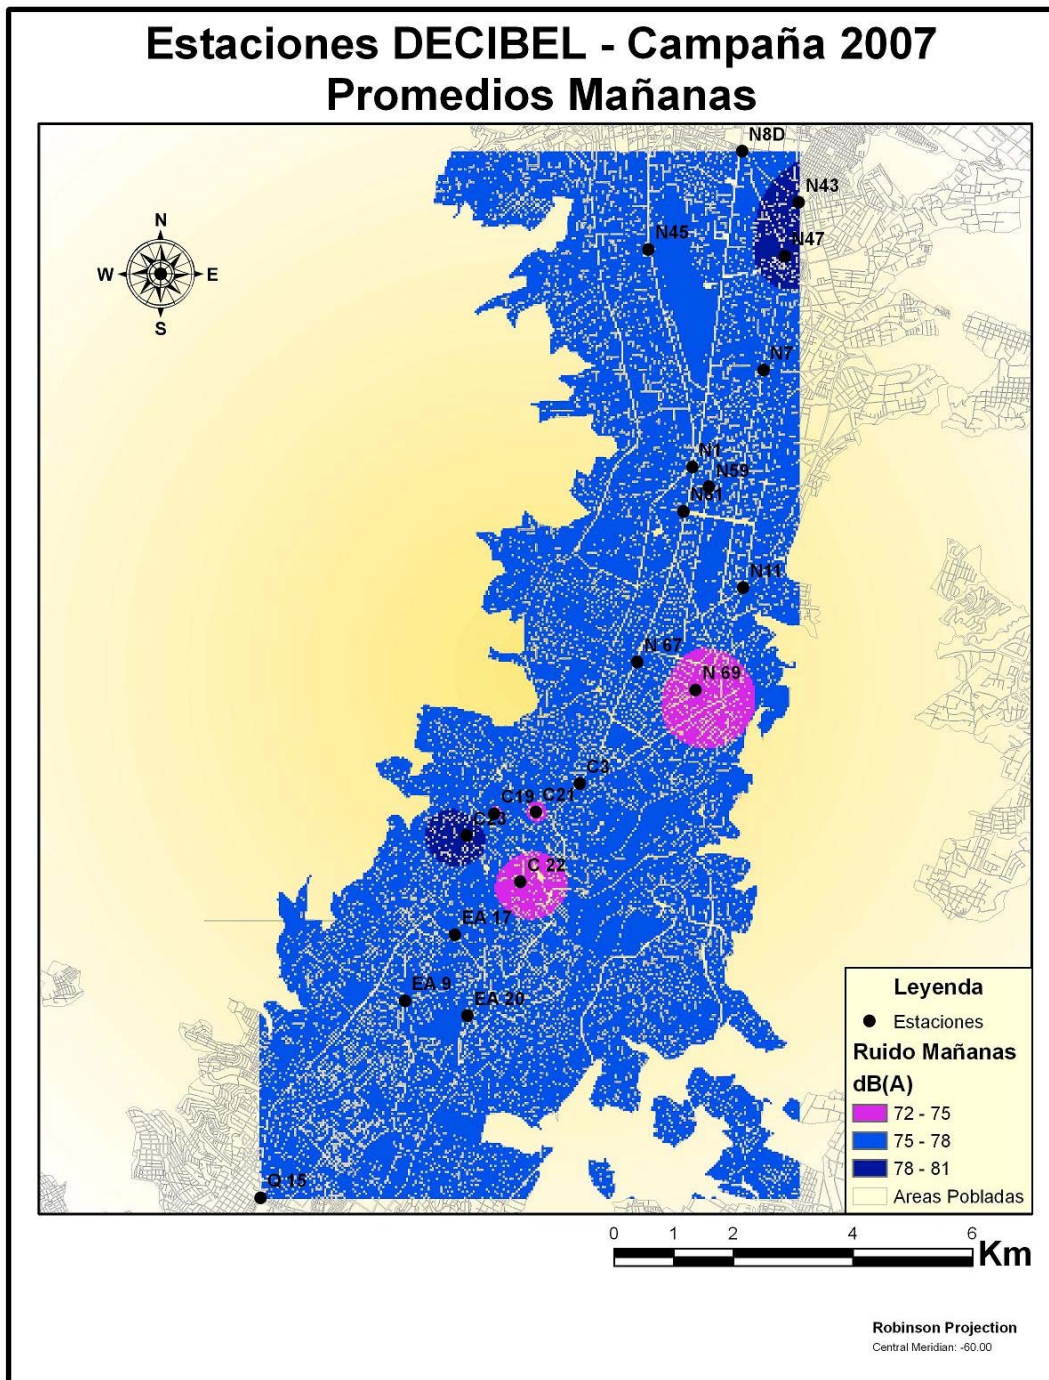 Estaciones DECIBEL - Campaña 2007
Promedios Mañanas
N8D
N43
N45
N47
N
W E
S
N7
N1
N59
N61
N11
N 67
N 69
C3
C19
C21
C23
C 22
EA 17
EA 9
EA 20
Q 15
Leyenda
Estaciones
Ruido Mañanas
dB(A)
72 - 75
75 - 78
78 - 81
Areas Pobladas
0 1 2 4 6
Km
Robinson Projection
Central Meridian: -60.00